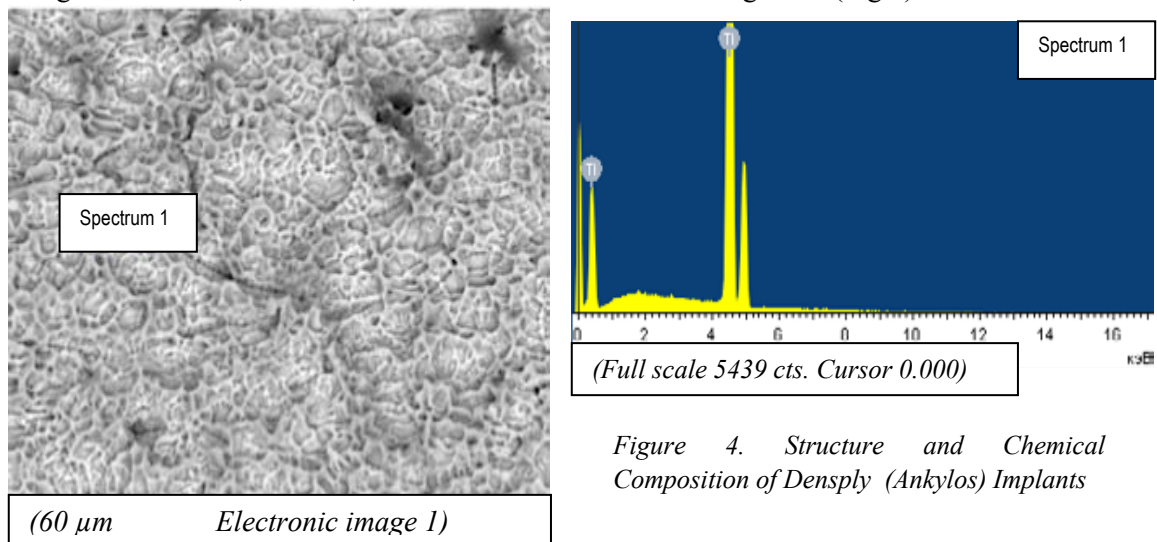 Spectrum 1
Ti
Ti
Spectrum 1
0 2 4 6 8 10 12 14 16
кэВ
(Full scale 5439 cts. Cursor 0.000)
Figure 4. Structure and Chemical
Composition of Densply (Ankylos) Implants
(60 µm Electronic image 1)